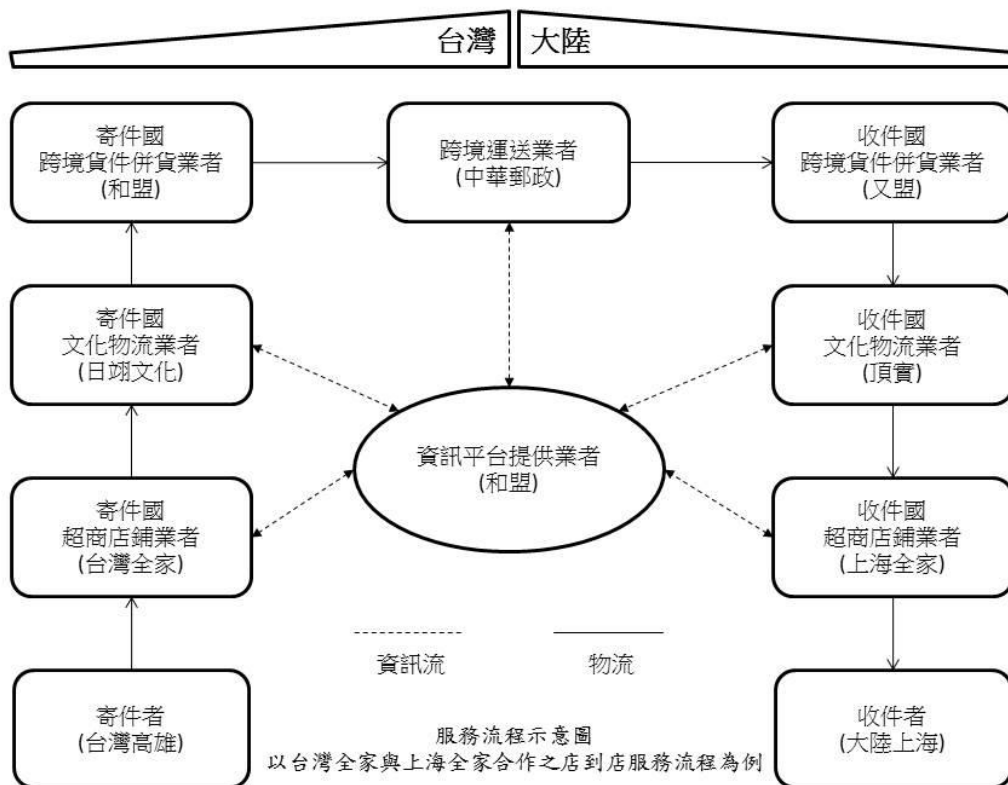 台灣
大陸
寄件國
跨境貨件併貨業者
(和盟)
跨境運送業者
(中華郵政)
收件國
跨境貨件併貨業者
(又盟)
寄件國
文化物流業者
(日翊文化)
收件國
文化物流業者
(頂實)
資訊平台提供業者
(和盟)
寄件國
超商店鋪業者
(台灣全家)
收件國
超商店鋪業者
(上海全家)
資訊流
物流
寄件者
(台灣高雄)
收件者
(大陸上海)
服務流程示意圖
以台灣全家與上海全家合作之店到店服務流程為例